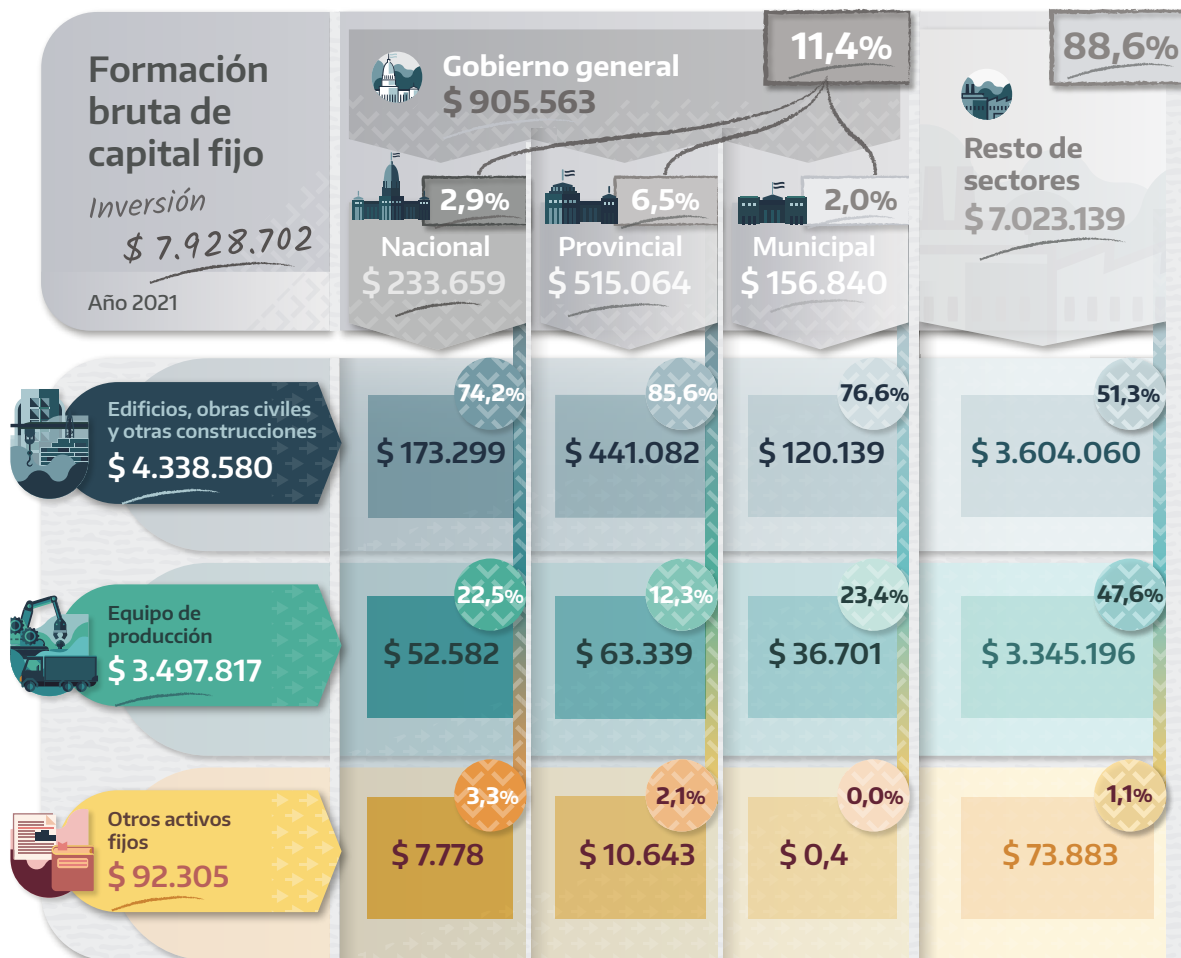 Formación
bruta de
capital fijo
Inversión
$ 7.928.702
Año 2021
Gobierno general
$ 905.563
11,4%
2,9%
Nacional
$ 233.659
6,5%
Provincial
$ 515.064
2,0%
Municipal
$ 156.840
88,6%
Resto de
sectores
$ 7.023.139
Edificios, obras civiles
y otras construcciones
$ 4.338.580
74,2%
$ 173.299
85,6%
$ 441.082
76,6%
$ 120.139
51,3%
$ 3.604.060
Equipo de
producción
$ 3.497.817
22,5%
$ 52.582
12,3%
$ 63.339
23,4%
$ 36.701
47,6%
$ 3.345.196
Otros activos
fijos
$ 92.305
3,3%
$ 7.778
2,1%
$ 10.643
0,0%
$ 0,4
1,1%
$ 73.883